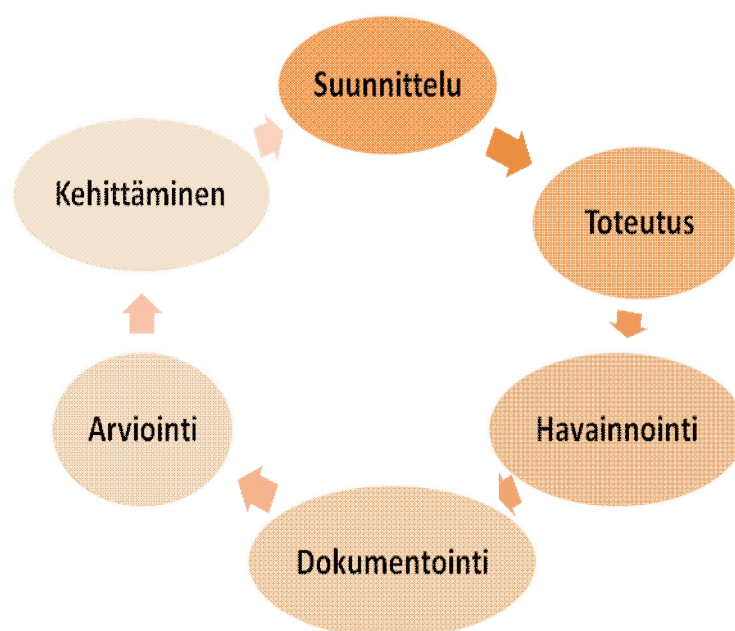 Suunnittelu
Toteutus
Havainnointi
Dokumentointi
Arviointi
Kehittäminen